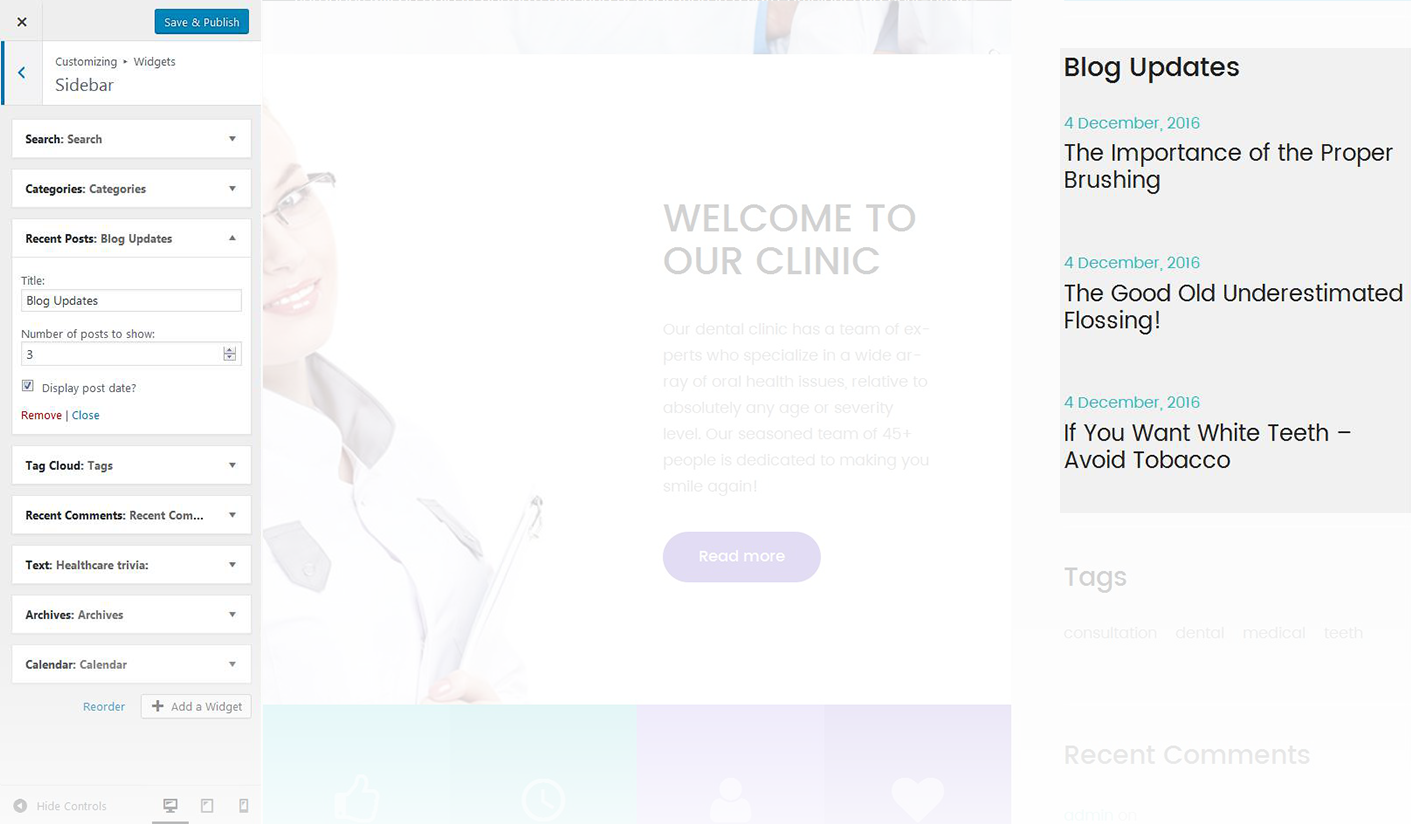 Save & Publish
Customizing ▸ Widgets
Sidebar
Search: Search
Categories: Categories
Recent Posts: Blog Updates
Title:
Blog Updates
Number of posts to show:
3
Display post date?
Remove | Close
Tag Cloud: Tags
Recent Comments: Recent Com...
Text: Healthcare trivia:
Archives: Archives
Calendar: Calendar
Reorder
Add a Widget
Hide Controls
WELCOME TO
OUR CLINIC
Our dental clinic has a team of ex-
perts who specialize in a wide ar-
ray of oral health issues, relative to
absolutely any age or severity
level. Our seasoned team of 45+
people is dedicated to making you
smile again!
Read more
Blog Updates
4 December, 2016
The Importance of the Proper
Brushing
4 December, 2016
The Good Old Underestimated
Flossing!
4 December, 2016
If You Want White Teeth –
Avoid Tobacco
Tags
consultation dental medical teeth
Recent Comments
admin on